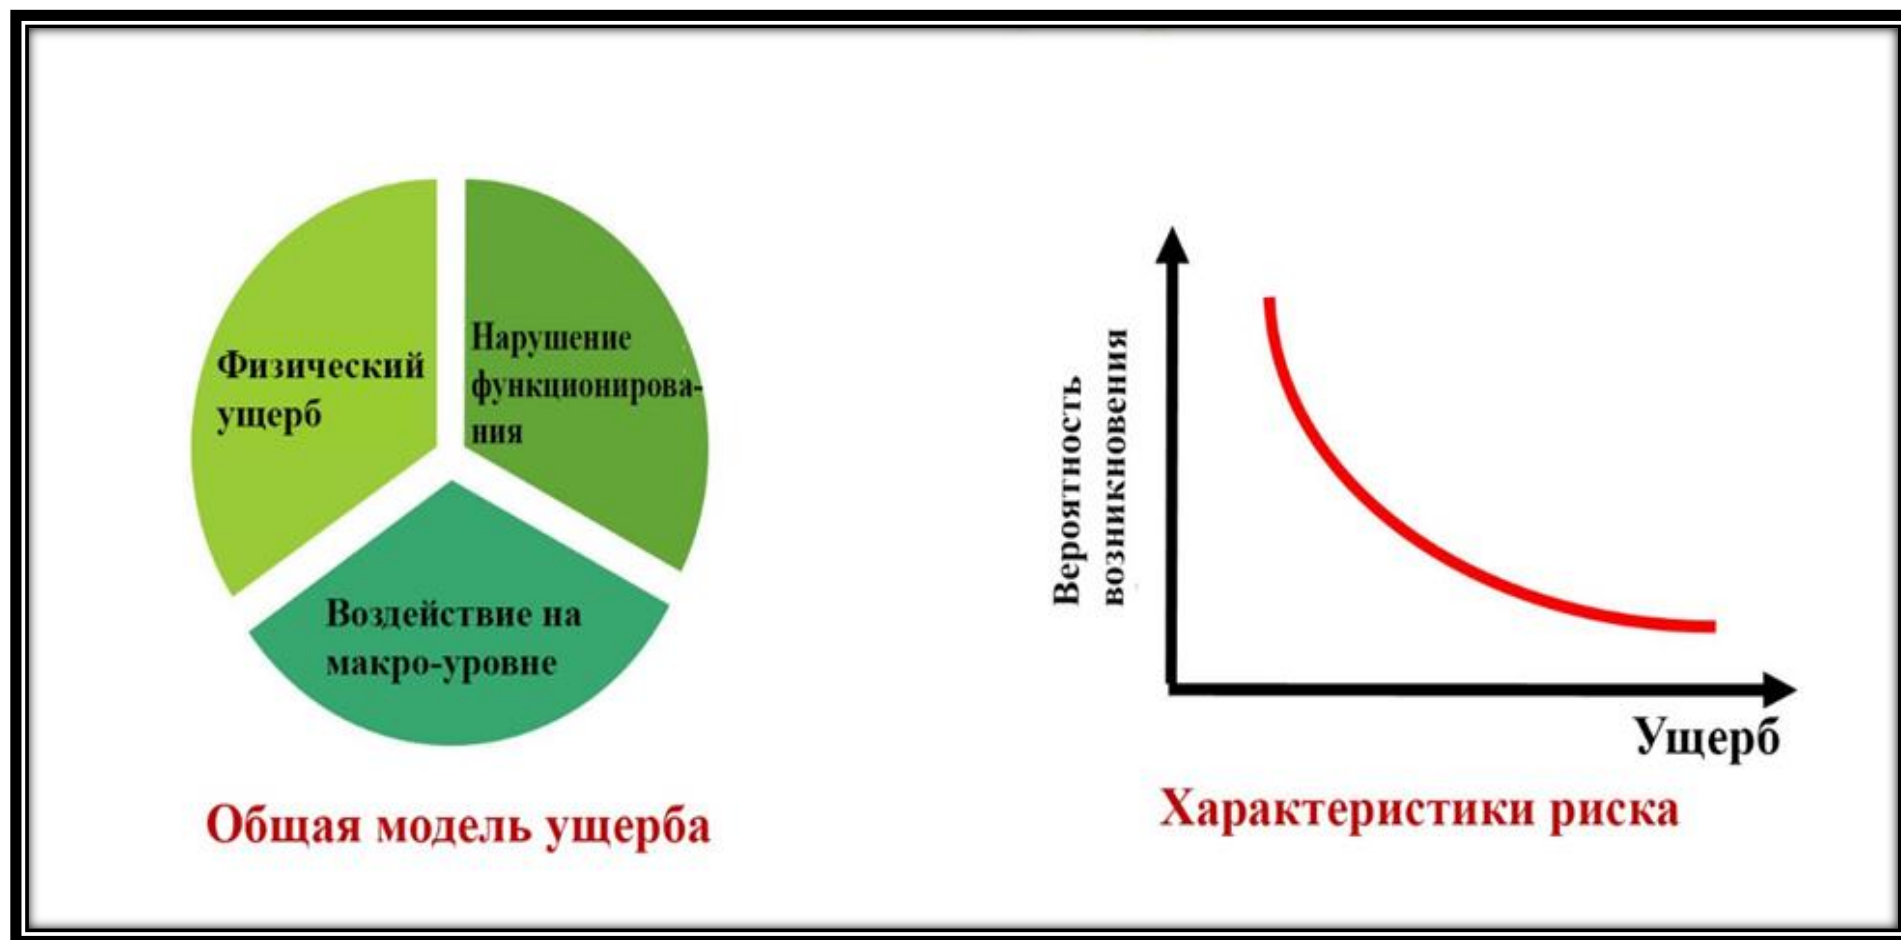 Физический
ущерб
Нарушение
функционирова-
ния
Воздействие на
макро-уровне
Общая модель ущерба
Вероятность
возникновения
Ущерб
Характеристики риска